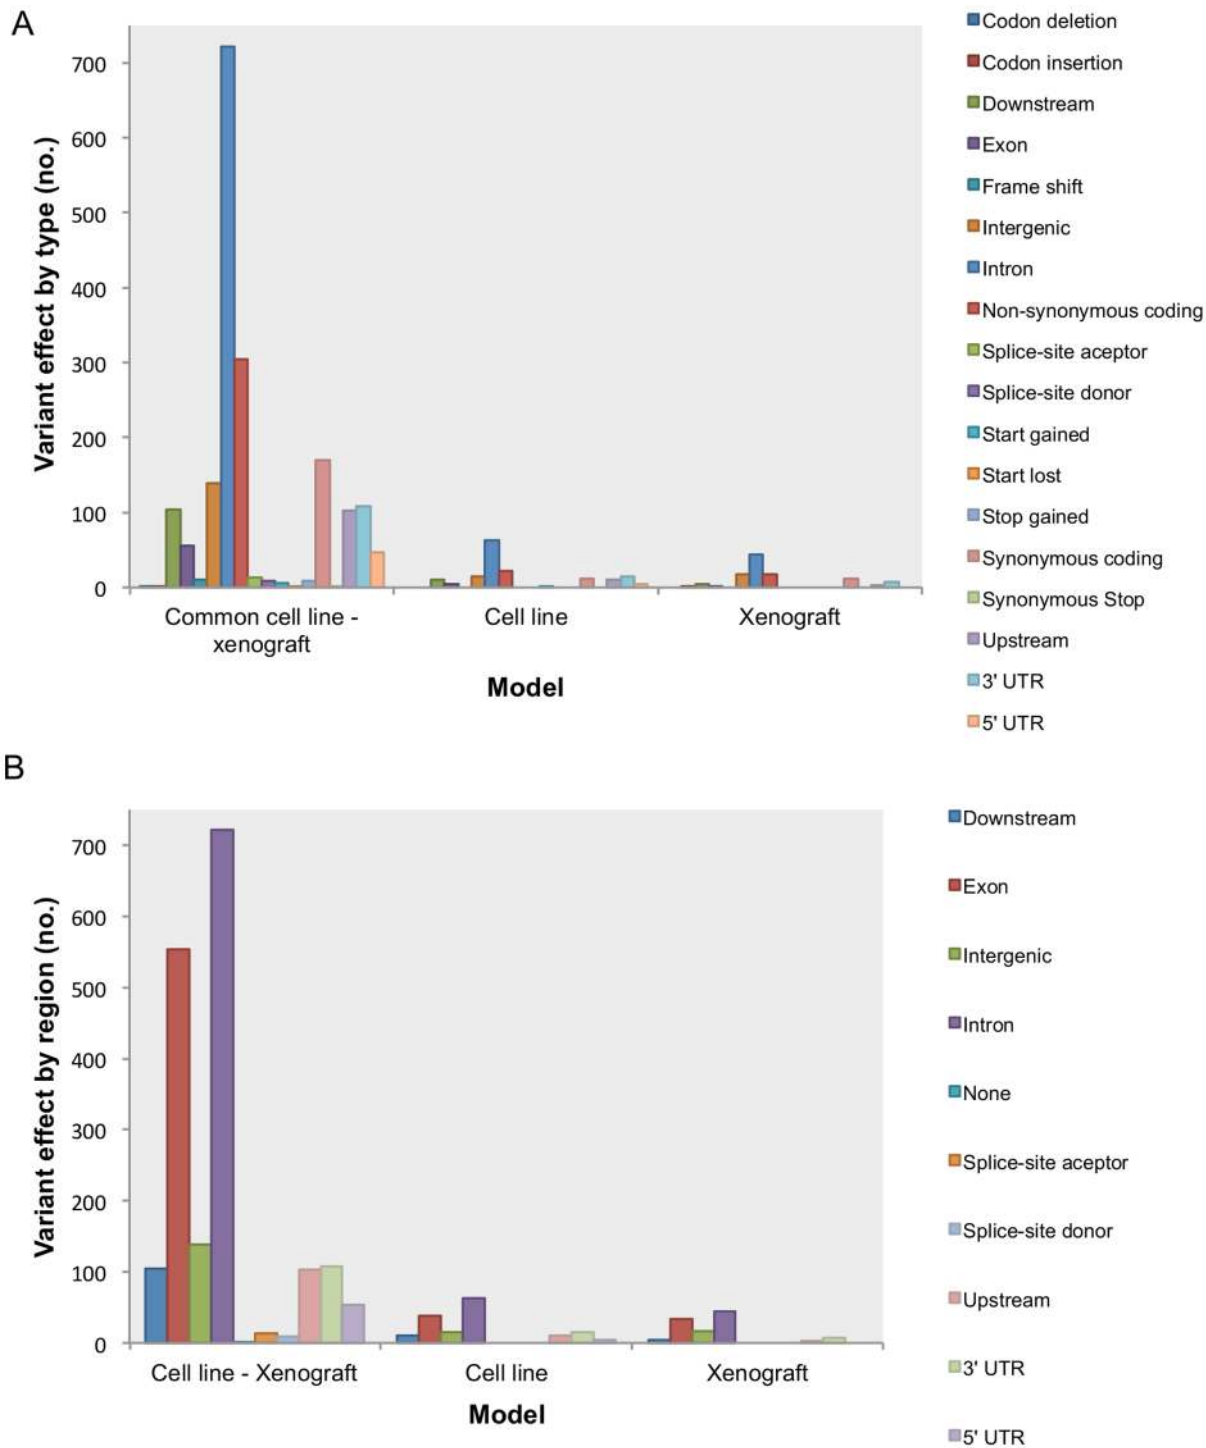 A
Variant effect by type (no.)
700
600
500
400
300
200
100
0
Common cell line -
xenograft
Cell line
Xenograft
Model
Codon deletion
Codon insertion
Downstream
Exon
Frame shift
Intergenic
Intron
Non-synonymous coding
Splice-site aceptor
Splice-site donor
Start gained
Start lost
Stop gained
Synonymous coding
Synonymous Stop
Upstream
3' UTR
5' UTR
B
Variant effect by region (no.)
700
600
500
400
300
200
100
0
Cell line - Xenograft
Cell line
Xenograft
Model
Downstream
Exon
Intergenic
Intron
None
Splice-site aceptor
Splice-site donor
Upstream
3' UTR
5' UTR